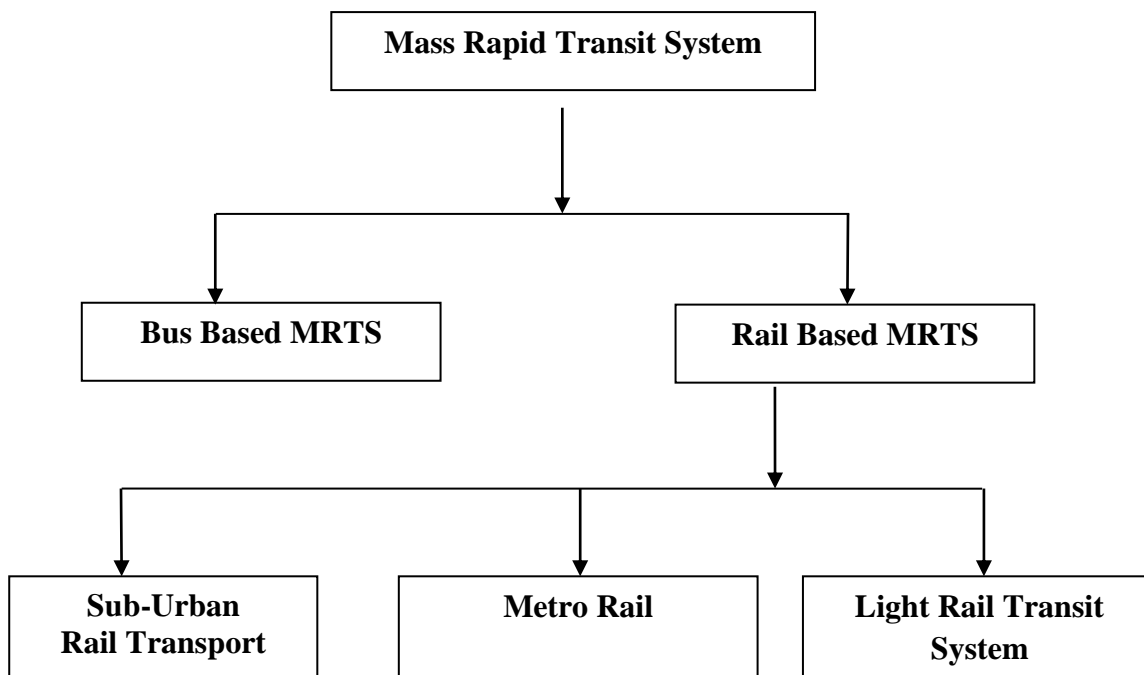 Mass Rapid Transit System
Bus Based MRTS
Rail Based MRTS
Sub-Urban
Rail Transport
Metro Rail
Light Rail Transit
System